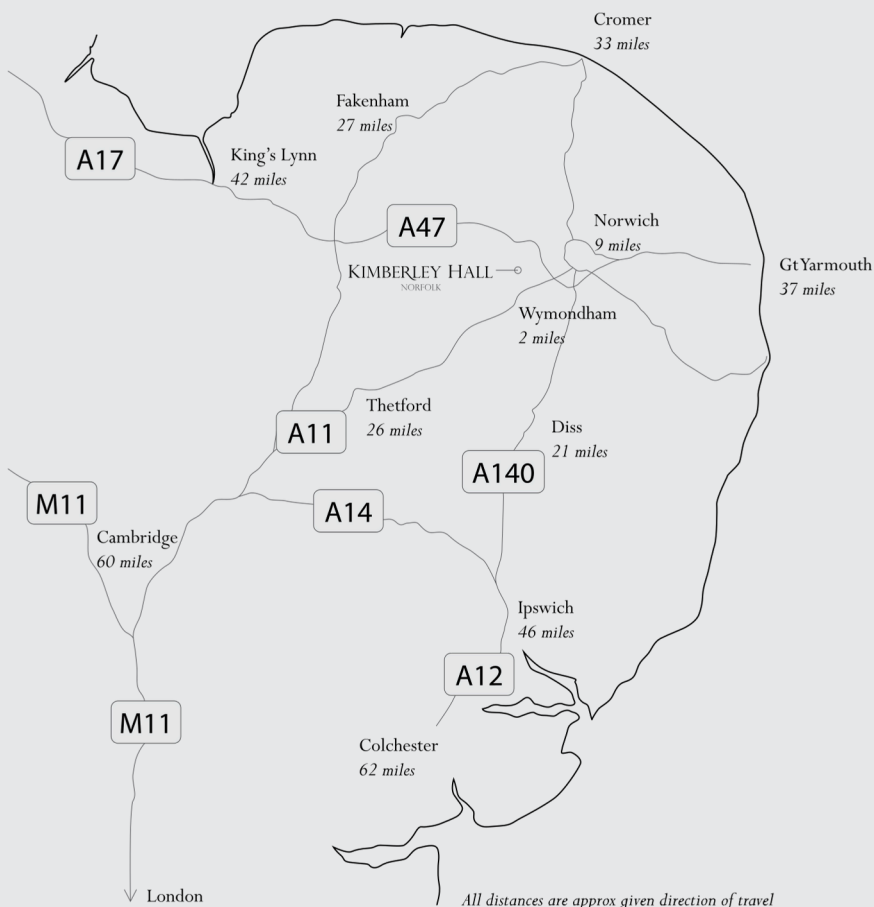 Cromer
33 miles
Fakenham
27 miles
A17
King's Lynn
42 miles
A47
Norwich
9 miles
KIMBERLEY HALL
NORFOLK
Gt Yarmouth
37 miles
Wymondham
2 miles
Thetford
26 miles
A11
Diss
21 miles
A140
M11
A14
Cambridge
60 miles
Ipswich
46 miles
A12
M11
Colchester
62 miles
London
All distances are approx given direction of travel